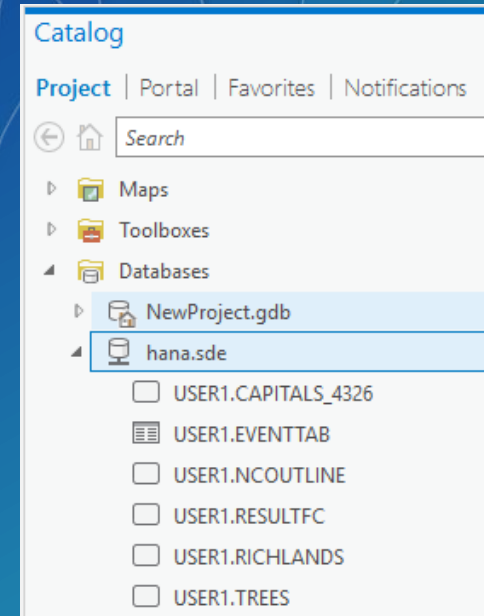 Catalog
Project | Portal | Favorites | Notifications
Search
Maps
Toolboxes
Databases
NewProject.gdb
hana.sde
USER1.CAPITALS_4326
USER1.EVENTTAB
USER1.NCOUTLINE
USER1.RESULTFC
USER1.RICHLANDS
USER1.TREES